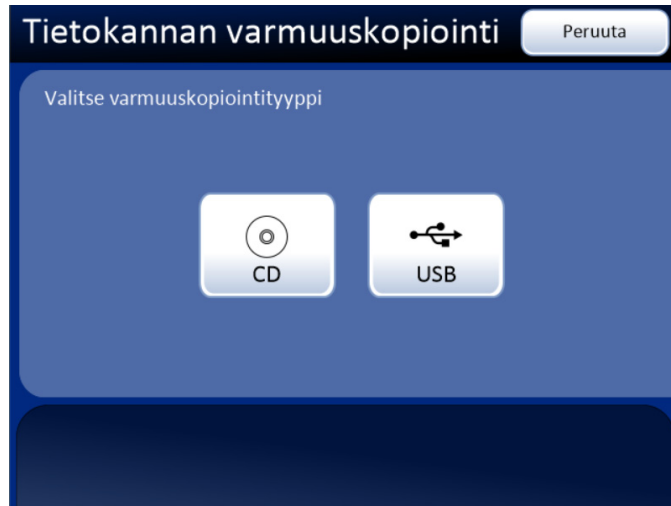 Tietokannan varmuuskopiointi
Peruuta
Valitse varmuuskopiointityyppi
CD
USB